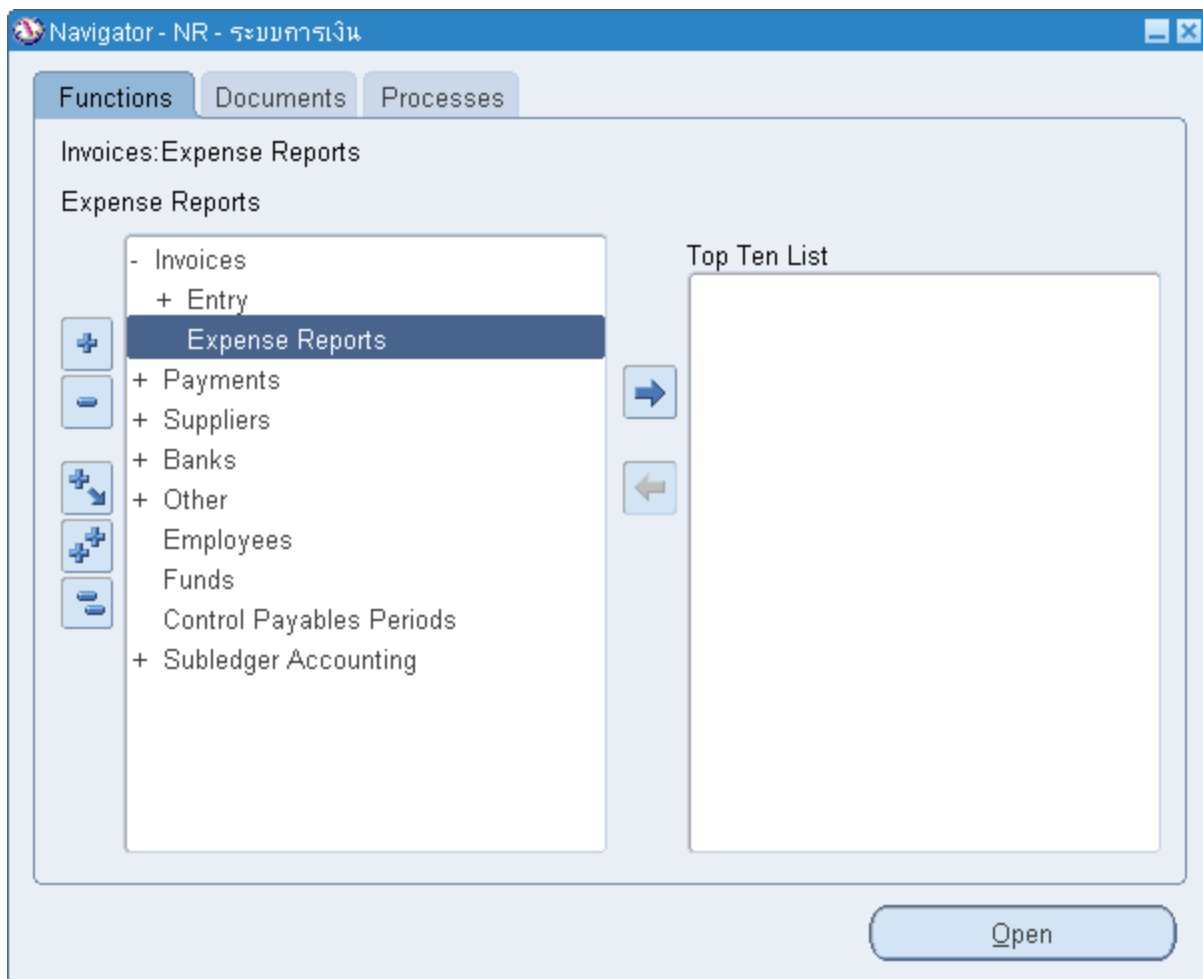 Navigator - NR - ระบบการเงิน
Functions Documents Processes
Invoices:Expense Reports
Expense Reports
Top Ten List
- Invoices
+ Entry
Expense Reports
+ Payments
+ Suppliers
+ Banks
+ Other
Employees
Funds
Control Payables Periods
+ Subledger Accounting
Open